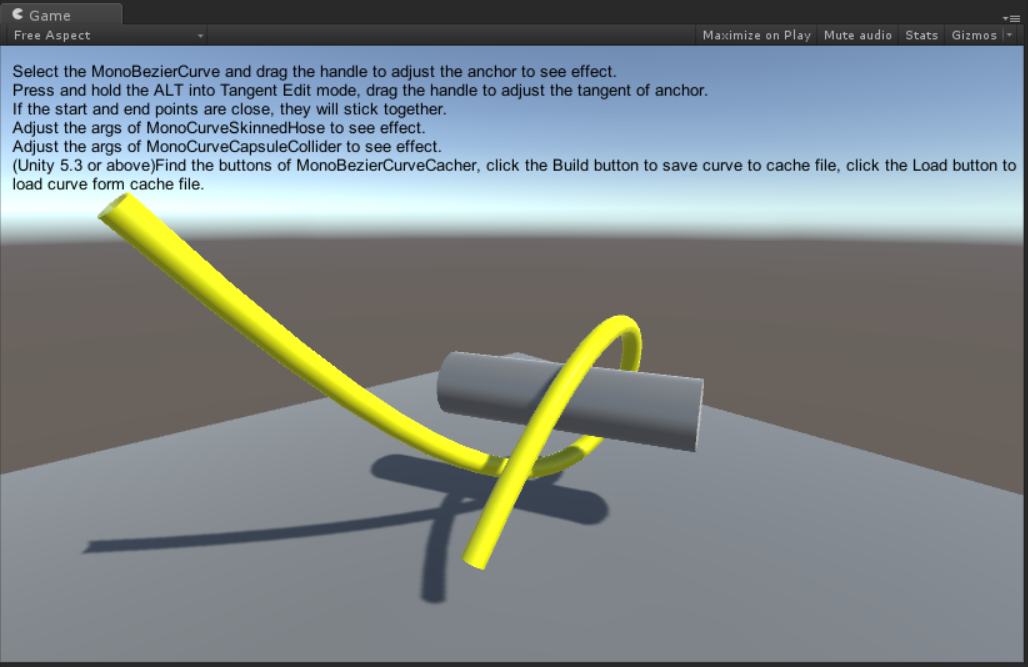 Game
Free Aspect
Maximize on Play Mute audio Stats Gizmos
Select the MonoBezierCurve and drag the handle to adjust the anchor to see effect.
Press and hold the ALT into Tangent Edit mode, drag the handle to adjust the tangent of anchor.
If the start and end points are close, they will stick together.
Adjust the args of MonoCurveSkinnedHose to see effect.
Adjust the args of MonoCurveCapsuleCollider to see effect.
(Unity 5.3 or above)Find the buttons of MonoBezierCurveCacher, click the Build button to save curve to cache file, click the Load button to
load curve form cache file.